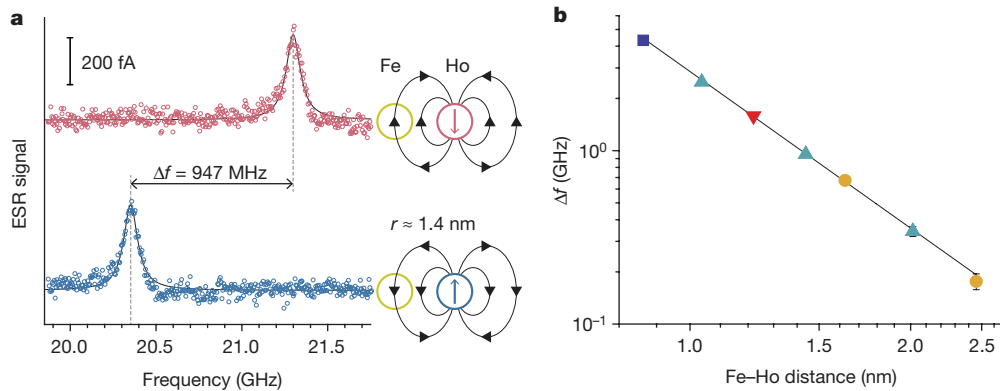 a
200 fA
Fe Ho
Δf = 947 MHz
r ≈ 1.4 nm
ESR signal
20.0 20.5 21.0 21.5
Frequency (GHz)
b
10⁰
10⁻¹
Δf (GHz)
1.0 1.5 2.0 2.5
Fe–Ho distance (nm)